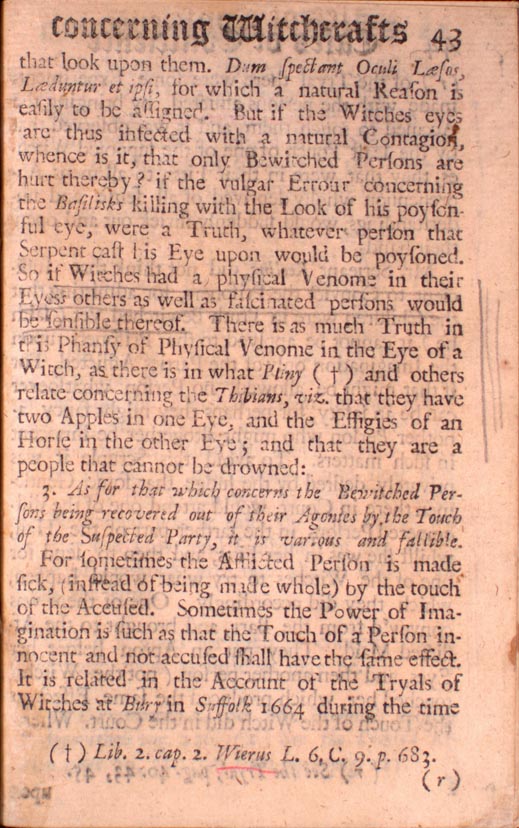 concerning Witchcrafts 43
that look upon them. Dum ſpectant Oculi Læſos,
Læduntur et ipſi, for which a natural Reaſon is
eaſily to be aſſigned. But if the Witches eyes
are thus infected with a natural Contagion,
whence is it, that only Bewitched Perſons are
hurt thereby? if the vulgar Errour concerning
the Baſilisks killing with the Look of his poyſon-
ful eye, were a Truth, whatever perſon that
Serpent caſt his Eye upon would be poyſoned.
So if Witches had a phyſical Venome in their
Eyess others as well as faſcinated perſons would
be ſenſible thereof. There is as much Truth in
this Phanſy of Phyſical Venome in the Eye of a
Witch, as there is in what Pliny (†) and others
relate concerning the Thibians, viz. that they have
two Apples in one Eye, and the Effigies of an
Horſe in the other Eye; and that they are a
people that cannot be drowned:
3. As for that which concerns the Bewitched Per-
ſons being recovered out of their Agonies by the Touch
of the Suſpected Party, it is various and fallible.
For ſometimes the Afflicted Perſon is made
ſick, (inſtead of being made whole) by the touch
of the Accuſed. Sometimes the Power of Ima-
gination is ſuch as that the Touch of a Perſon in-
nocent and not accuſed ſhall have the ſame effect.
It is related in the Account of the Tryals of
Witches at Bury in Suffolk 1664 during the time
(†) Lib. 2. cap. 2. Wierus L. 6. C. 9. p. 683.
(r)